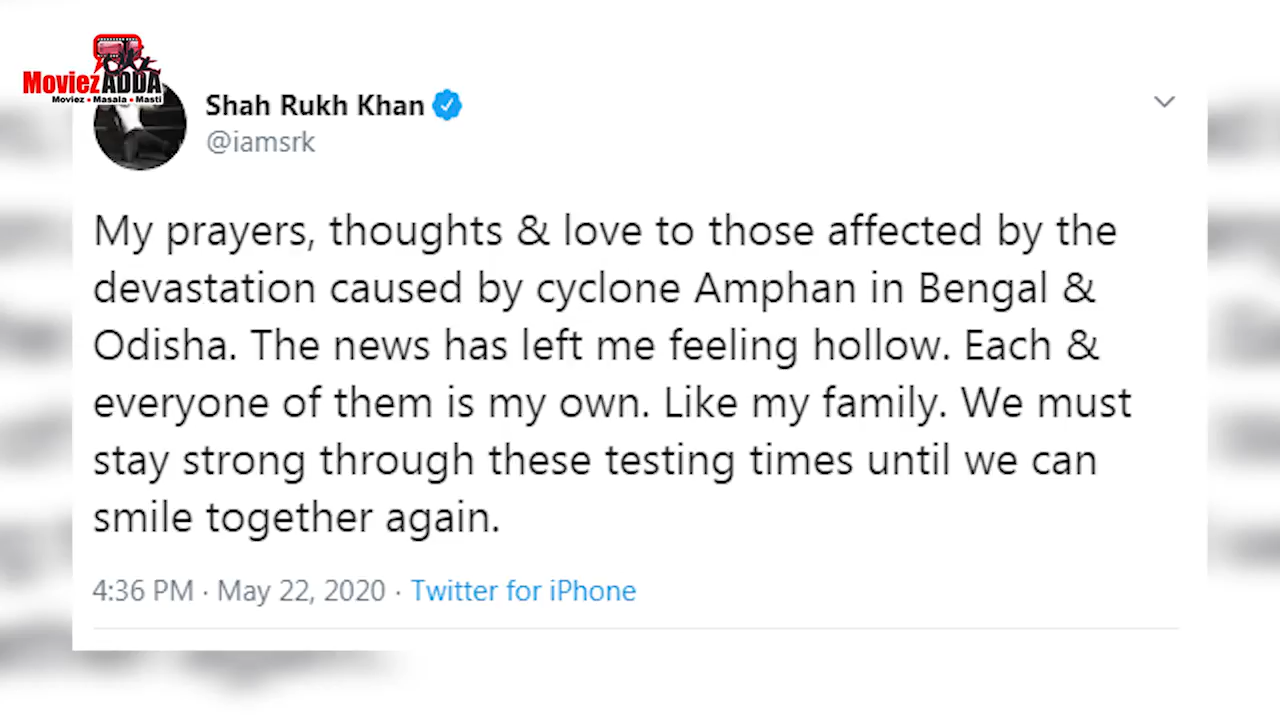 MoviezADDA
Moviez • Masala • Masti
Shah Rukh Khan
@iamsrk
My prayers, thoughts & love to those affected by the
devastation caused by cyclone Amphan in Bengal &
Odisha. The news has left me feeling hollow. Each &
everyone of them is my own. Like my family. We must
stay strong through these testing times until we can
smile together again.
4:36 PM · May 22, 2020 · Twitter for iPhone